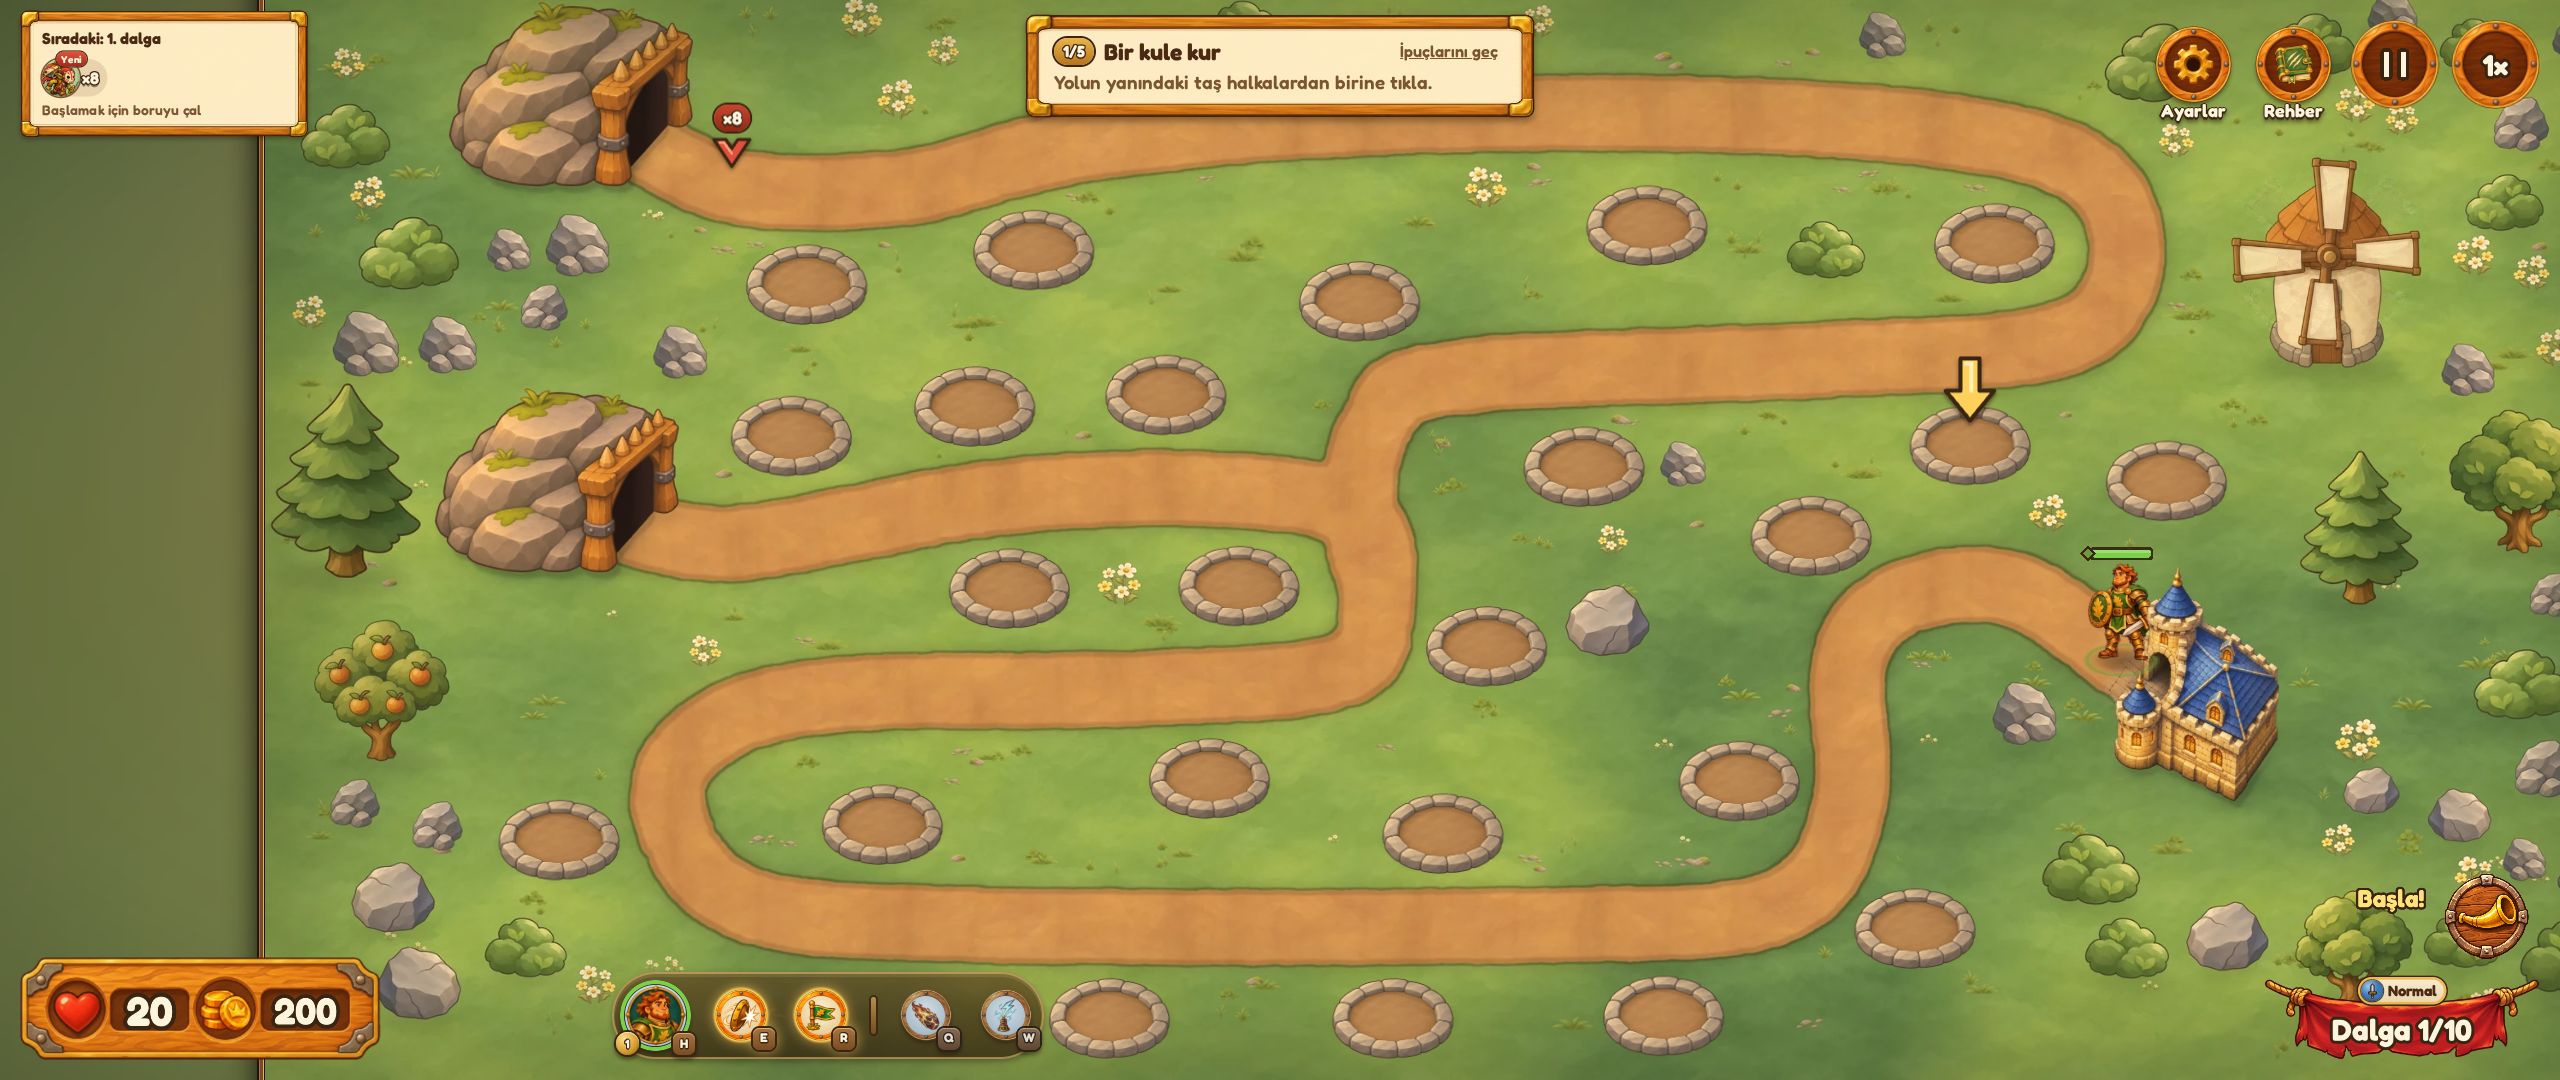 Sıradaki: 1. dalga
Yeni
x8
Başlamak için boruyu çal
1/5 Bir kule kur İpuçlarını geç
Yolun yanındaki taş halkalardan birine tıkla.
1x
Ayarlar Rehber
x8
Başla!
20 200
1 H E R Q W
Normal
Dalga 1/10